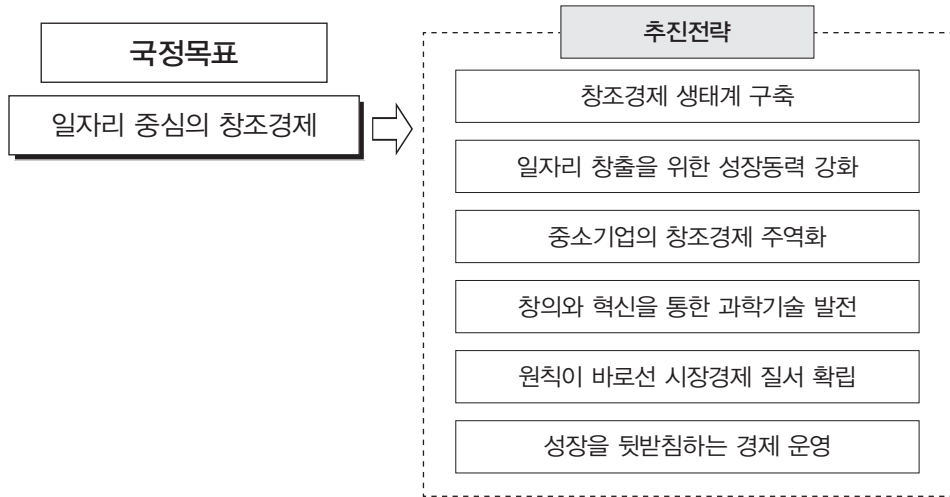 국정목표
일자리 중심의 창조경제
추진전략
창조경제 생태계 구축
일자리 창출을 위한 성장동력 강화
중소기업의 창조경제 주역화
창의와 혁신을 통한 과학기술 발전
원칙이 바로선 시장경제 질서 확립
성장을 뒷받침하는 경제 운영